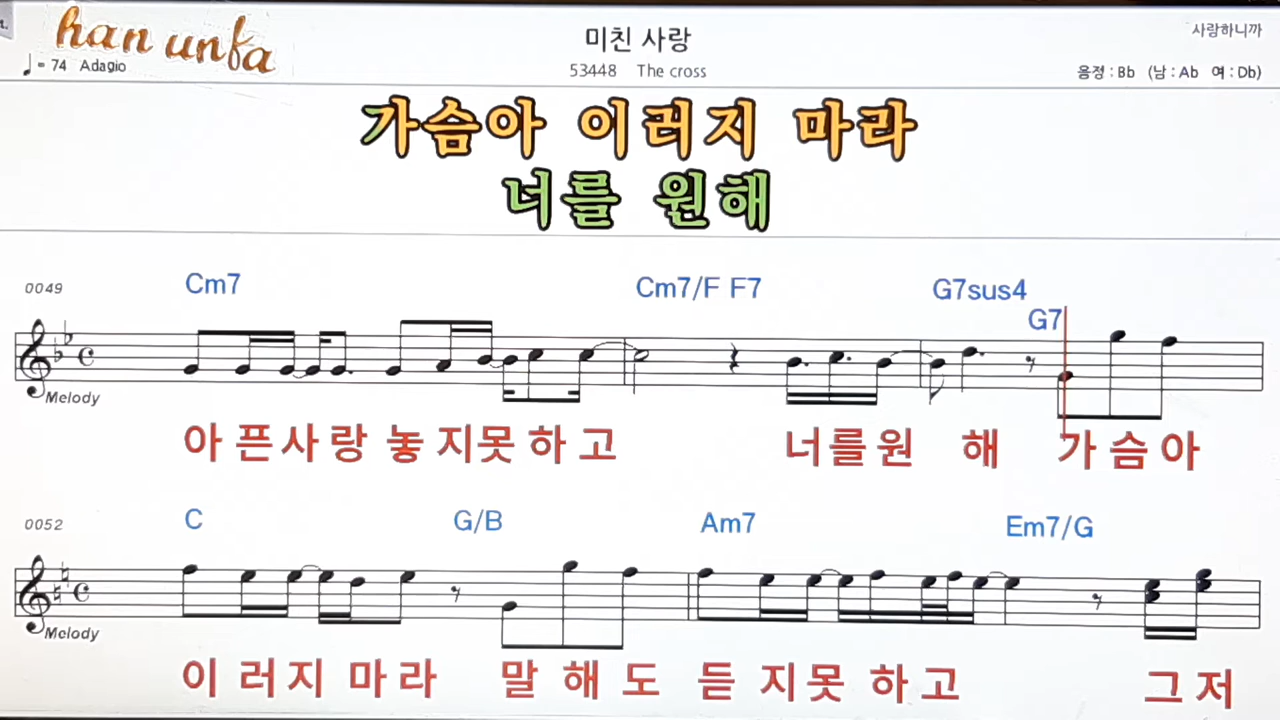 han unfa
미친 사랑
사랑하니까
♩= 74 Adagio
53448 The cross
음정 : Bb (남 : Ab 여 : Db)
가슴아 이러지 마라
너를 원해
0049
Cm7 Cm7/F F7 G7sus4 G7
Melody
아 픈 사 랑 놓 지 못 하 고 너 를 원 해 가 슴 아
0052
C G/B Am7 Em7/G
Melody
이 러 지 마 라 말 해 도 듣 지 못 하 고 그 저